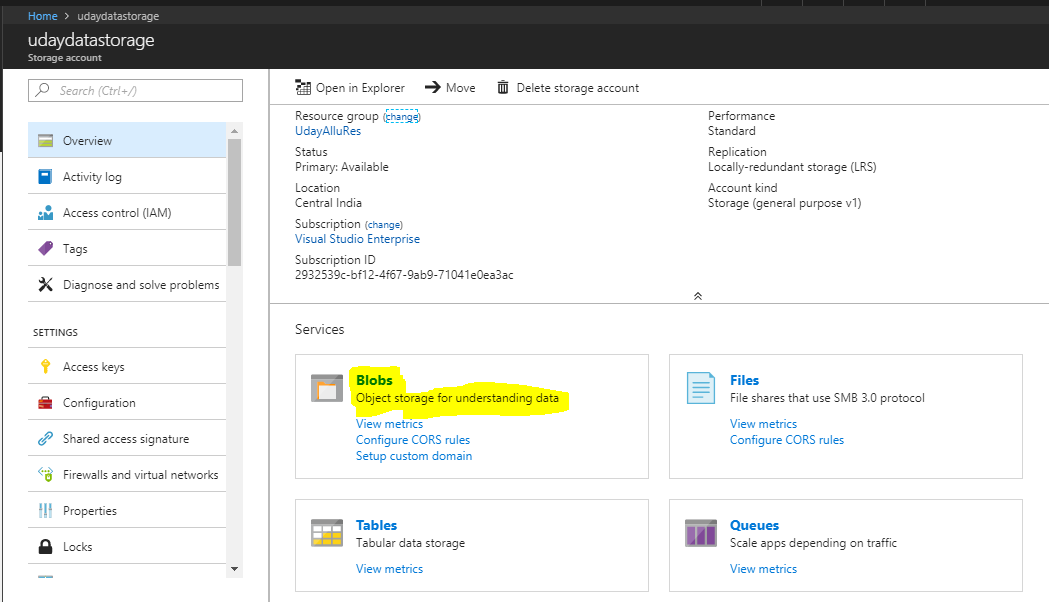 Home > udaydatastorage
udaydatastorage
Storage account
Search (Ctrl+/)
Overview
Activity log
Access control (IAM)
Tags
Diagnose and solve problems
SETTINGS
Access keys
Configuration
Shared access signature
Firewalls and virtual networks
Properties
Locks
Open in Explorer Move Delete storage account
Resource group (change)
UdayAlluRes
Status
Primary: Available
Location
Central India
Subscription (change)
Visual Studio Enterprise
Subscription ID
2932539c-bf12-4f67-9ab9-71041e0ea3ac
Performance
Standard
Replication
Locally-redundant storage (LRS)
Account kind
Storage (general purpose v1)
Services
Blobs
Object storage for understanding data
View metrics
Configure CORS rules
Setup custom domain
Files
File shares that use SMB 3.0 protocol
View metrics
Configure CORS rules
Tables
Tabular data storage
View metrics
Queues
Scale apps depending on traffic
View metrics